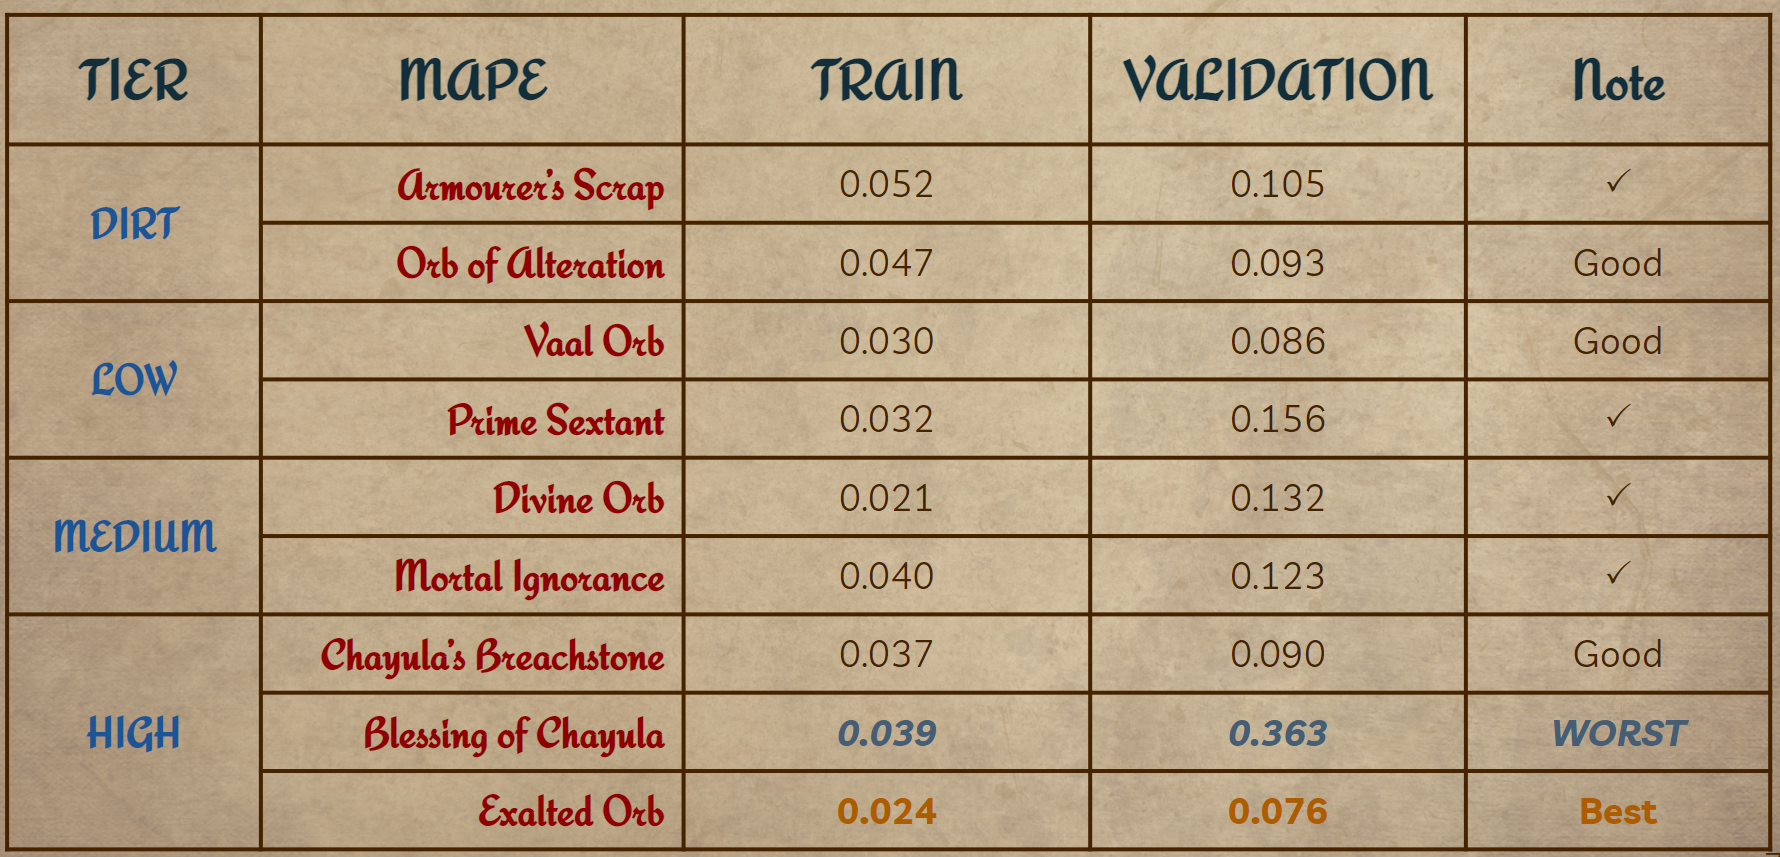 TIER MAPE TRAIN VALIDATION Note
DIRT
Armourer's Scrap 0.052 0.105 ✓
Orb of Alteration 0.047 0.093 Good
LOW
Vaal Orb 0.030 0.086 Good
Prime Sextant 0.032 0.156 ✓
MEDIUM
Divine Orb 0.021 0.132 ✓
Mortal Ignorance 0.040 0.123 ✓
HIGH
Chayula's Breachstone 0.037 0.090 Good
Blessing of Chayula 0.039 0.363 WORST
Exalted Orb 0.024 0.076 Best